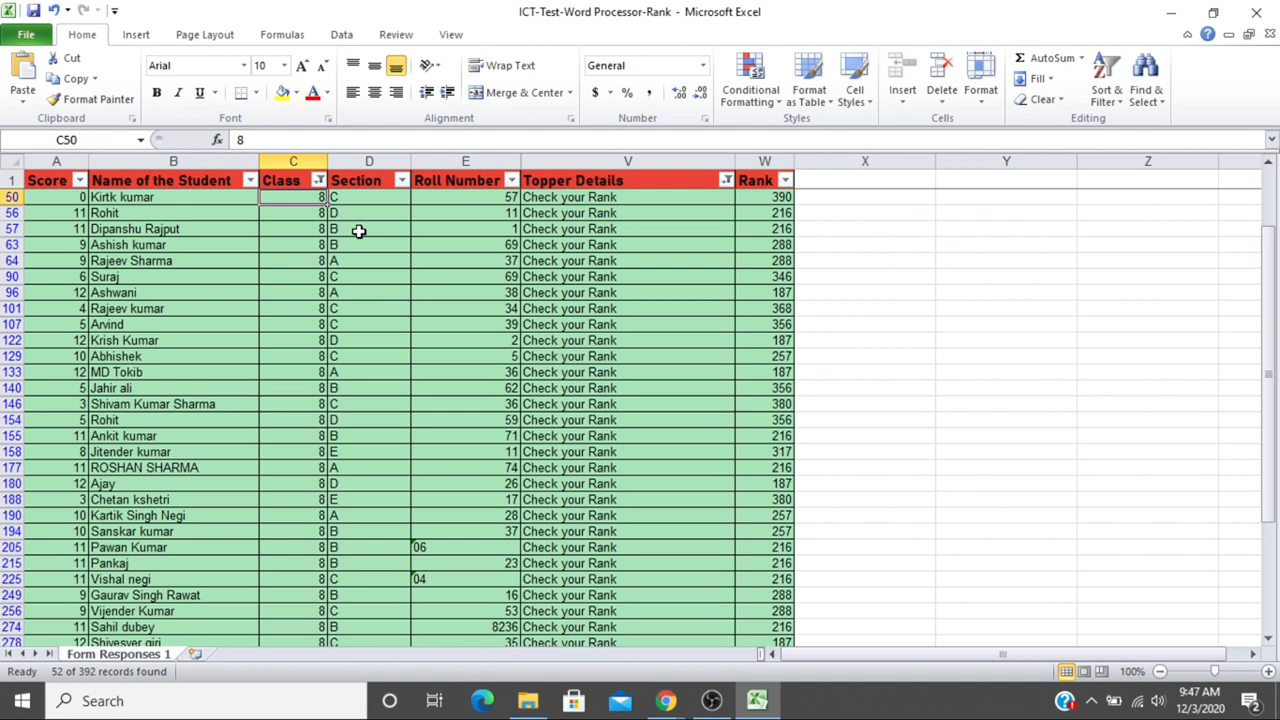 ICT-Test-Word Processor-Rank - Microsoft Excel
File Home Insert Page Layout Formulas Data Review View
Cut
Copy
Format Painter
Paste
Clipboard
Arial 10
B I U
Font
Wrap Text
Merge & Center
Alignment
General
$ % ,
Number
Conditional Formatting
Format as Table
Cell Styles
Styles
Insert Delete Format
Cells
AutoSum
Fill
Clear
Sort & Filter
Find & Select
Editing
C50 fx 8
A B C D E V W X Y Z
1 Score Name of the Student Class Section Roll Number Topper Details Rank
50 0 Kirtk kumar 8 C 57 Check your Rank 390
56 11 Rohit 8 D 11 Check your Rank 216
57 11 Dipanshu Rajput 8 B 1 Check your Rank 216
63 9 Ashish kumar 8 B 69 Check your Rank 288
64 9 Rajeev Sharma 8 A 37 Check your Rank 288
90 6 Suraj 8 C 69 Check your Rank 346
96 12 Ashwani 8 A 38 Check your Rank 187
101 4 Rajeev kumar 8 C 34 Check your Rank 368
107 5 Arvind 8 C 39 Check your Rank 356
122 12 Krish Kumar 8 D 2 Check your Rank 187
129 10 Abhishek 8 C 5 Check your Rank 257
133 12 MD Tokib 8 A 36 Check your Rank 187
140 5 Jahir ali 8 B 62 Check your Rank 356
146 3 Shivam Kumar Sharma 8 C 36 Check your Rank 380
154 5 Rohit 8 D 59 Check your Rank 356
155 11 Ankit kumar 8 B 71 Check your Rank 216
158 8 Jitender kumar 8 E 11 Check your Rank 317
177 11 ROSHAN SHARMA 8 A 74 Check your Rank 216
180 12 Ajay 8 D 26 Check your Rank 187
188 3 Chetan kshetri 8 E 17 Check your Rank 380
190 10 Kartik Singh Negi 8 A 28 Check your Rank 257
194 10 Sanskar kumar 8 B 37 Check your Rank 257
205 11 Pawan Kumar 8 B 06 Check your Rank 216
215 11 Pankaj 8 B 23 Check your Rank 216
225 11 Vishal negi 8 C 04 Check your Rank 216
249 9 Gaurav Singh Rawat 8 B 16 Check your Rank 288
256 9 Vijender Kumar 8 C 53 Check your Rank 288
274 11 Sahil dubey 8 B 8236 Check your Rank 216
278 12 Shivesver giri 8 C 35 Check your Rank 187
Form Responses 1
Ready 52 of 392 records found 100%
Search
9:47 AM
12/3/2020
2